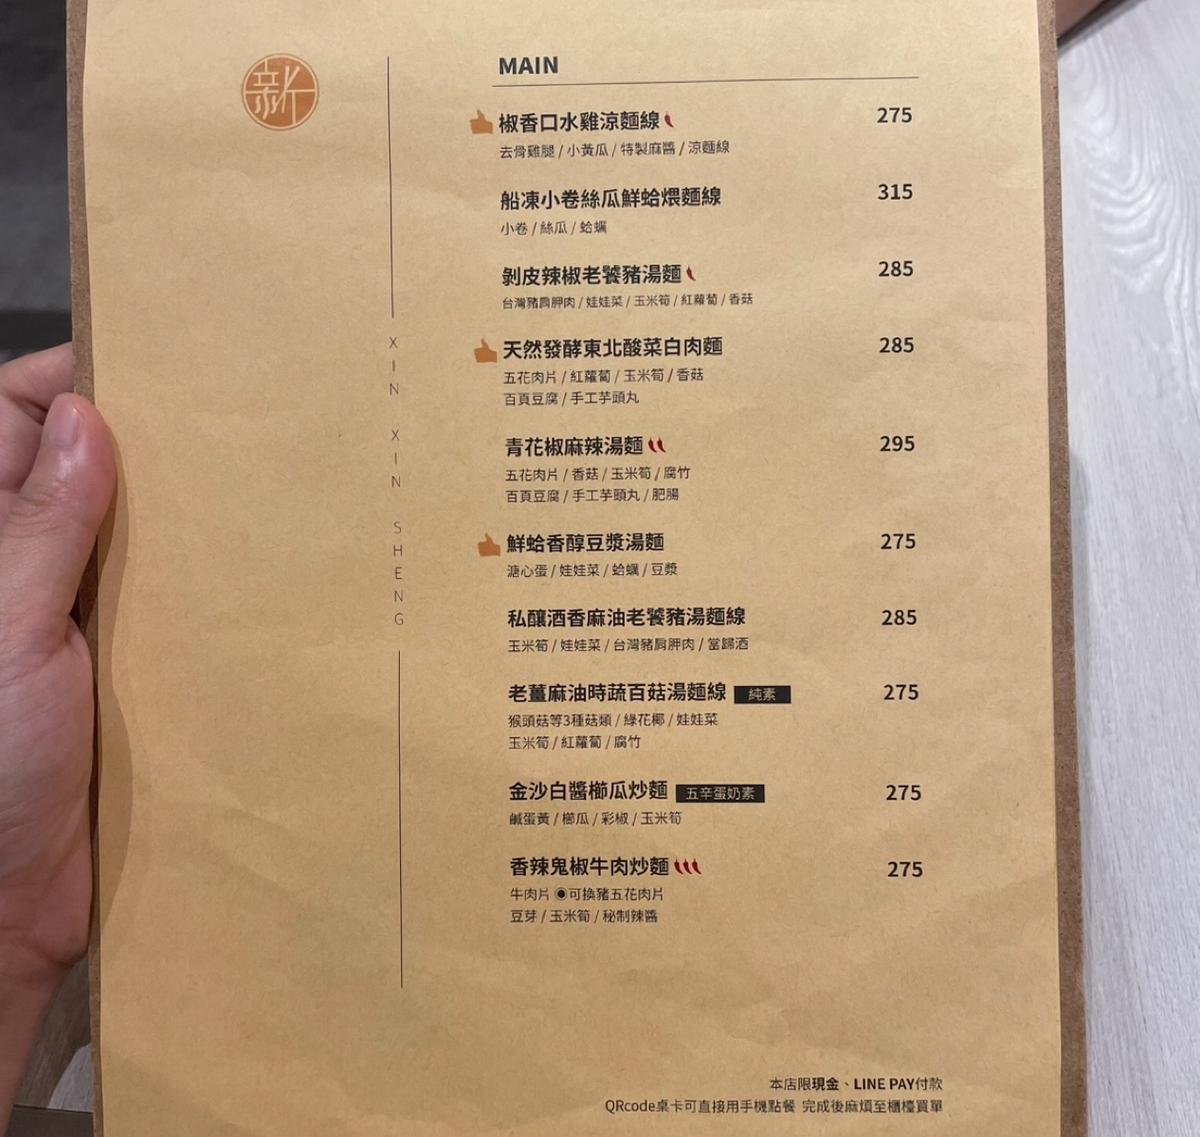 新
MAIN
椒香口水雞涼麵線
275
去骨雞腿 / 小黃瓜 / 特製麻醬 / 涼麵線
船凍小卷絲瓜鮮蛤煨麵線
315
小卷 / 絲瓜 / 蛤蠣
剝皮辣椒老饕豬湯麵
285
台灣豬肩胛肉 / 娃娃菜 / 玉米筍 / 紅蘿蔔 / 香菇
天然發酵東北酸菜白肉麵
285
五花肉片 / 紅蘿蔔 / 玉米筍 / 香菇
百頁豆腐 / 手工芋頭丸
青花椒麻辣湯麵
295
五花肉片 / 香菇 / 玉米筍 / 腐竹
百頁豆腐 / 手工芋頭丸 / 肥腸
鮮蛤香醇豆漿湯麵
275
溏心蛋 / 娃娃菜 / 蛤蠣 / 豆漿
私釀酒香麻油老饕豬湯麵線
285
玉米筍 / 娃娃菜 / 台灣豬肩胛肉 / 當歸酒
老薑麻油時蔬百菇湯麵線 純素
275
猴頭菇等3種菇類 / 綠花椰 / 娃娃菜
玉米筍 / 紅蘿蔔 / 腐竹
金沙白醬櫛瓜炒麵 五辛蛋奶素
275
鹹蛋黃 / 櫛瓜 / 彩椒 / 玉米筍
香辣鬼椒牛肉炒麵
275
牛肉片 ◉可換豬五花肉片
豆芽 / 玉米筍 / 秘制辣醬
XIN XIN SHENG
本店限現金、LINE PAY付款
QRcode桌卡可直接用手機點餐 完成後麻煩至櫃檯買單